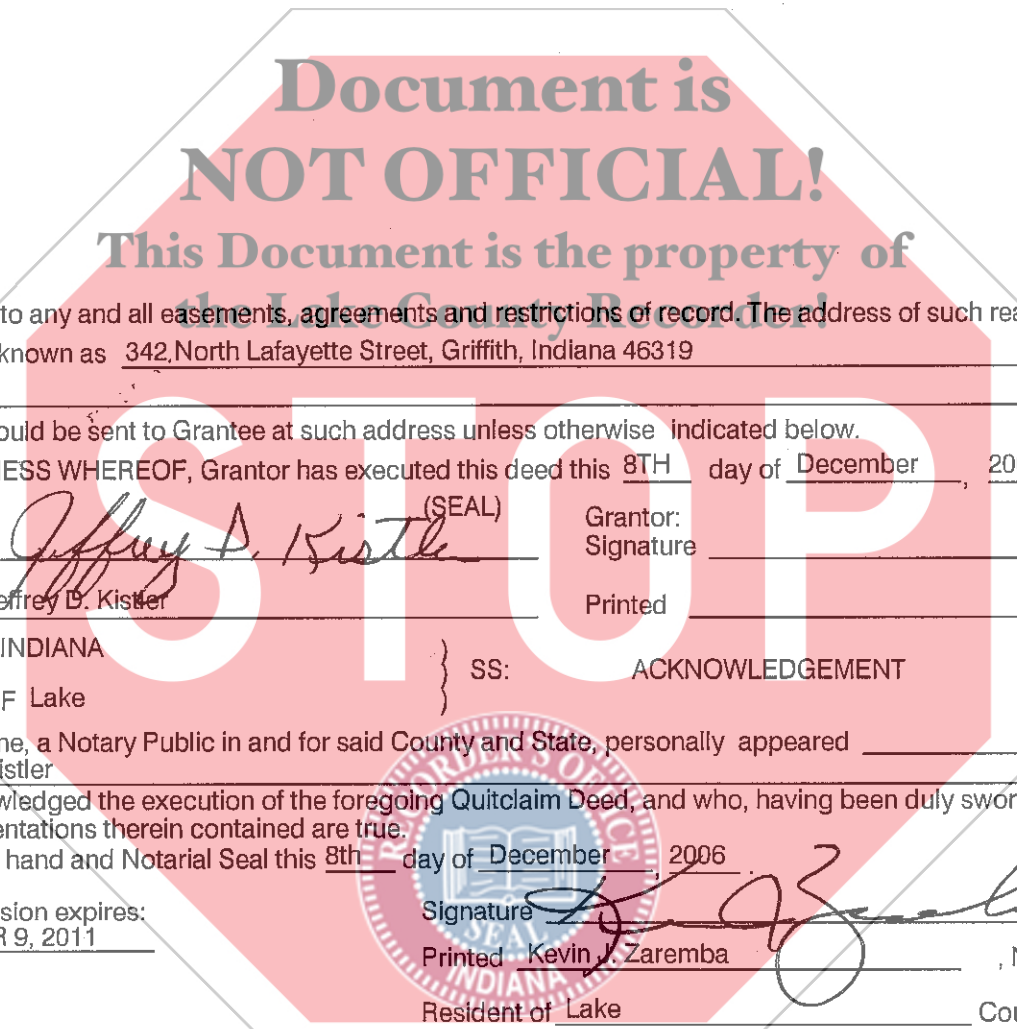 Document is
NOT OFFICIAL!
This Document is the property of
the Lake County Recorder!
to any and all easements, agreements and restrictions of record. The address of such rea
known as 342 North Lafayette Street, Griffith, Indiana 46319
ould be sent to Grantee at such address unless otherwise indicated below.
NESS WHEREOF, Grantor has executed this deed this 8TH day of December, 20
Jeffrey D. Kistler (SEAL) Grantor:
Signature
effrey D. Kistler Printed
INDIANA
SS: ACKNOWLEDGEMENT
F Lake
me, a Notary Public in and for said County and State, personally appeared
istler
wledged the execution of the foregoing Quitclaim Deed, and who, having been duly swor
entations therein contained are true.
hand and Notarial Seal this 8th day of December, 2006.
sion expires: Signature
R 9, 2011
Printed Kevin J. Zaremba, N
Resident of Lake Cou
STOP
RECORDER'S OFFICE
SEAL
INDIANA